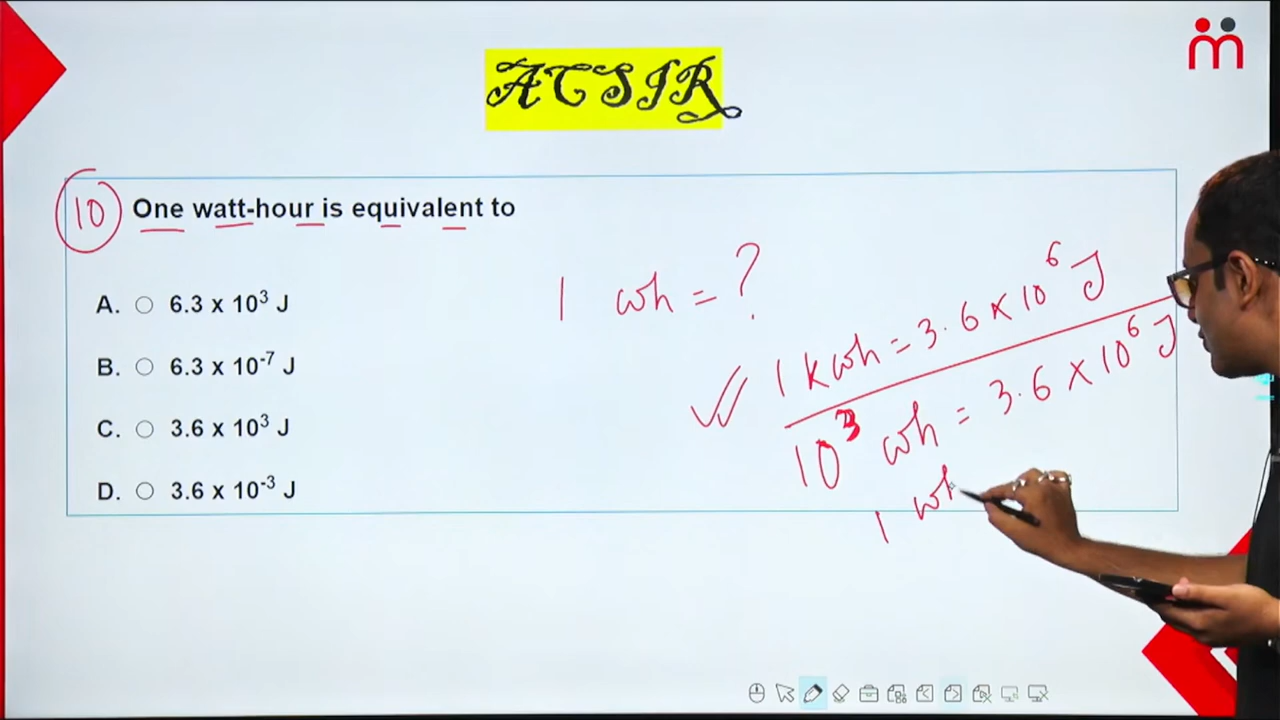 ACSIR
10 One watt-hour is equivalent to
A. 6.3 x 10³ J
B. 6.3 x 10⁻⁷ J
C. 3.6 x 10³ J
D. 3.6 x 10⁻³ J
1 wh = ?
1 kwh = 3.6 x 10⁶ J
10³ wh = 3.6 x 10⁶ J
1 wh